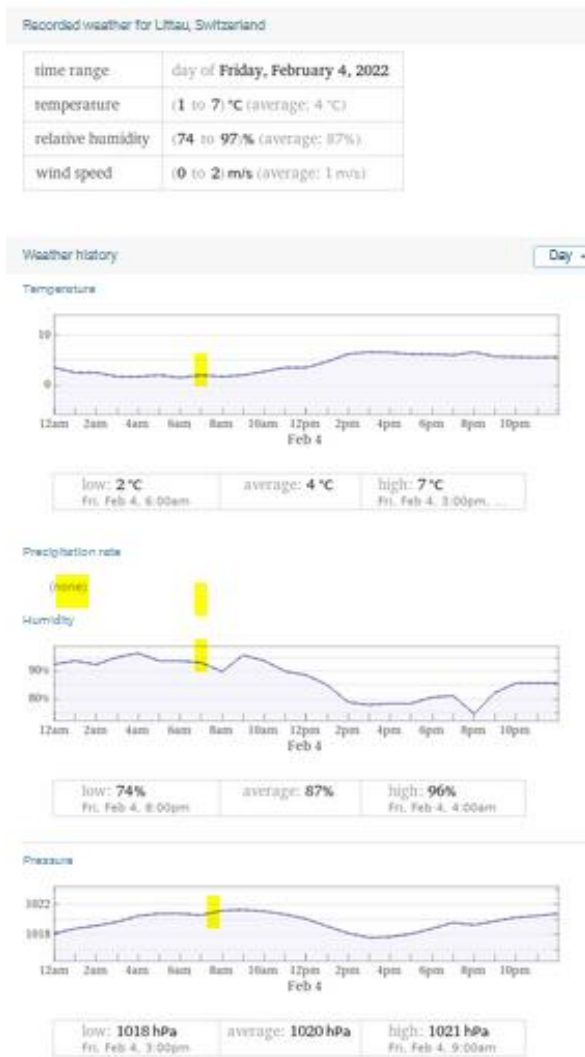 Recorded weather for Littau, Switzerland
time range day of Friday, February 4, 2022
temperature (1 to 7) °C (average: 4 °C)
relative humidity (74 to 97)% (average: 87%)
wind speed (0 to 2) m/s (average: 1 m/s)
Weather history Day
Temperature
10
0
12am 2am 4am 6am 8am 10am 12pm 2pm 4pm 6pm 8pm 10pm
Feb 4
low: 2 °C average: 4 °C high: 7 °C
Fri, Feb 4, 6:00am Fri, Feb 4, 3:00pm, ...
Precipitation rate
(none)
Humidity
90%
80%
12am 2am 4am 6am 8am 10am 12pm 2pm 4pm 6pm 8pm 10pm
Feb 4
low: 74% average: 87% high: 96%
Fri, Feb 4, 8:00pm Fri, Feb 4, 4:00am
Pressure
1022
1018
12am 2am 4am 6am 8am 10am 12pm 2pm 4pm 6pm 8pm 10pm
Feb 4
low: 1018 hPa average: 1020 hPa high: 1021 hPa
Fri, Feb 4, 3:00pm Fri, Feb 4, 9:00am